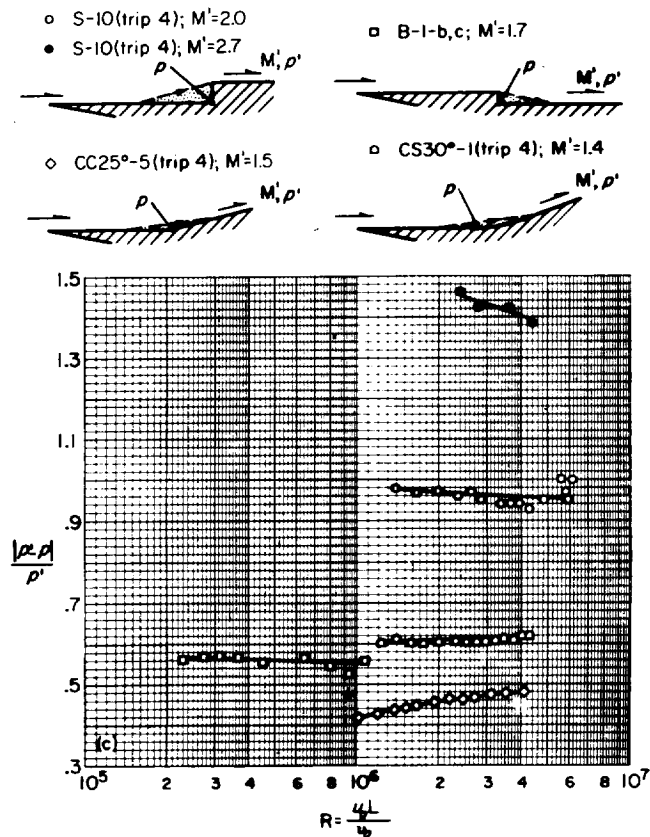 S-10(trip 4); M'=2.0
S-10(trip 4); M'=2.7
B-1-b,c; M'=1.7
p
M', p'
p
M', p'
CC25°-5(trip 4); M'=1.5
CS30°-1(trip 4); M'=1.4
p
M', p'
p
M', p'
1.5
1.3
1.1
.9
.7
.5
.3
p'
(c)
10⁵ 2 3 4 6 8 10⁶ 2 3 4 6 8 10⁷
R =